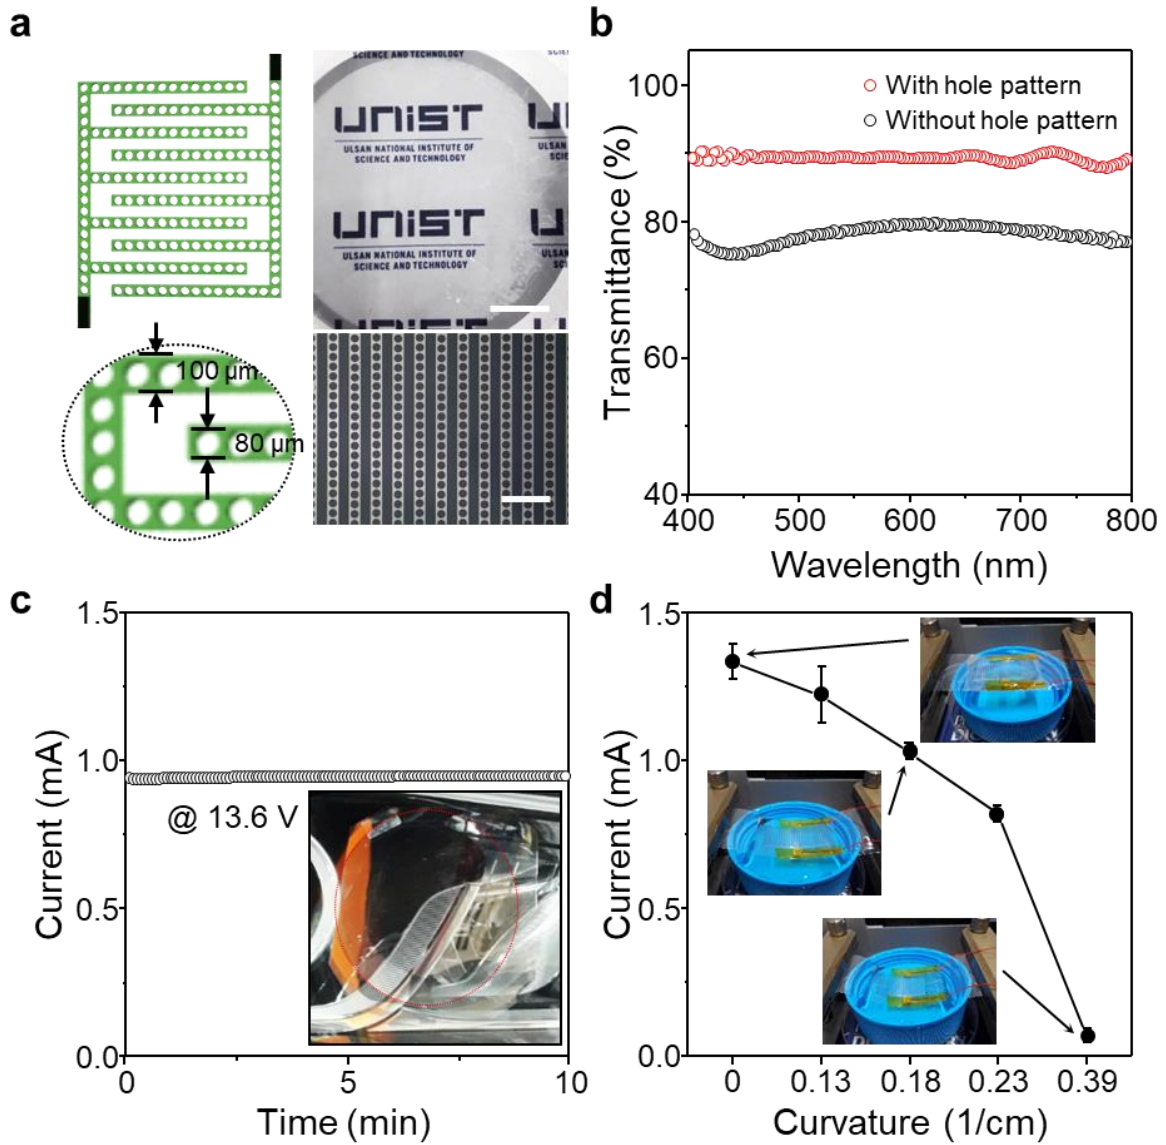 a
SCIENCE AND TECHNOLOGY
UNIST
ULSAN NATIONAL INSTITUTE OF
SCIENCE AND TECHNOLOGY
UNIST
ULSAN NATIONAL INSTITUTE OF
SCIENCE AND TECHNOLOGY
100 µm
80 µm
b
With hole pattern
Without hole pattern
Transmittance (%)
100
80
60
40
400 500 600 700 800
Wavelength (nm)
c
Current (mA)
1.5
1.0
0.5
0.0
@ 13.6 V
0 5 10
Time (min)
d
Current (mA)
1.5
1.0
0.5
0.0
0 0.13 0.18 0.23 0.39
Curvature (1/cm)